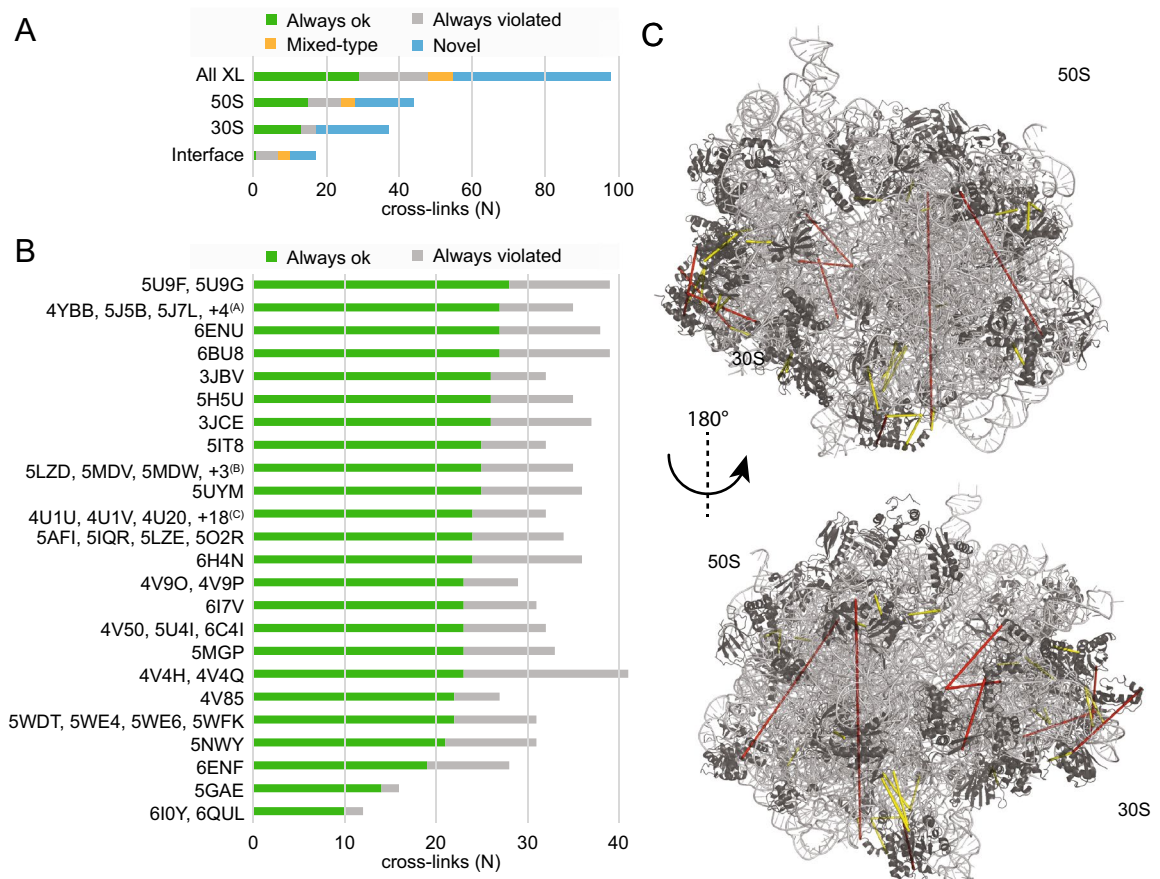 A
Always ok
Always violated
Mixed-type
Novel
All XL
50S
30S
Interface
0 20 40 60 80 100
cross-links (N)
B
Always ok
Always violated
5U9F, 5U9G
4YBB, 5J5B, 5J7L, +4(A)
6ENU
6BU8
3JBV
5H5U
3JCE
5IT8
5LZD, 5MDV, 5MDW, +3(B)
5UYM
4U1U, 4U1V, 4U20, +18(C)
5AFI, 5IQR, 5LZE, 5O2R
6H4N
4V9O, 4V9P
6I7V
4V50, 5U4I, 6C4I
5MGP
4V4H, 4V4Q
4V85
5WDT, 5WE4, 5WE6, 5WFK
5NWY
6ENF
5GAE
6I0Y, 6QUL
0 10 20 30 40
cross-links (N)
C
50S
30S
180°
50S
30S